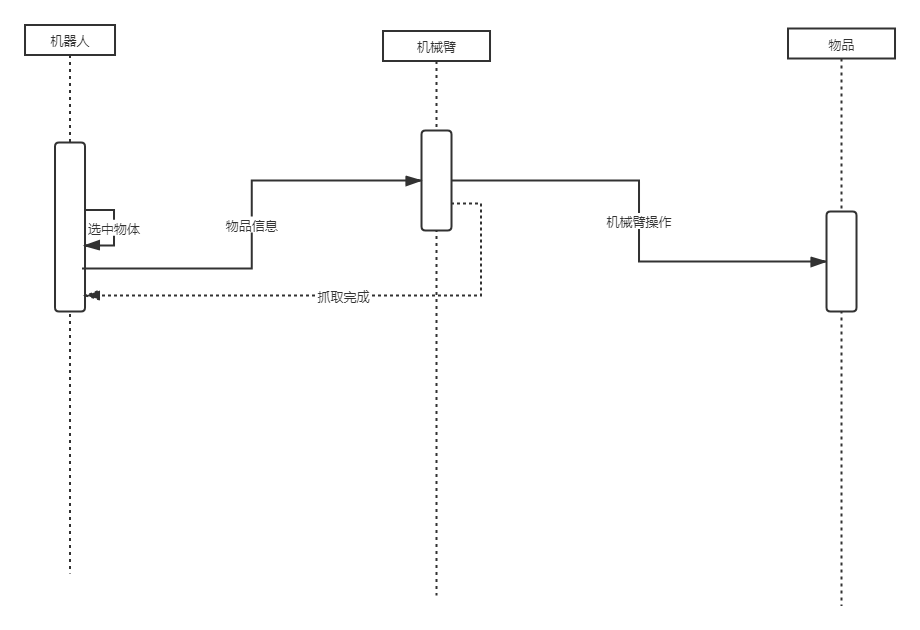 机器人
机械臂
物品
选中物体
物品信息
机械臂操作
抓取完成